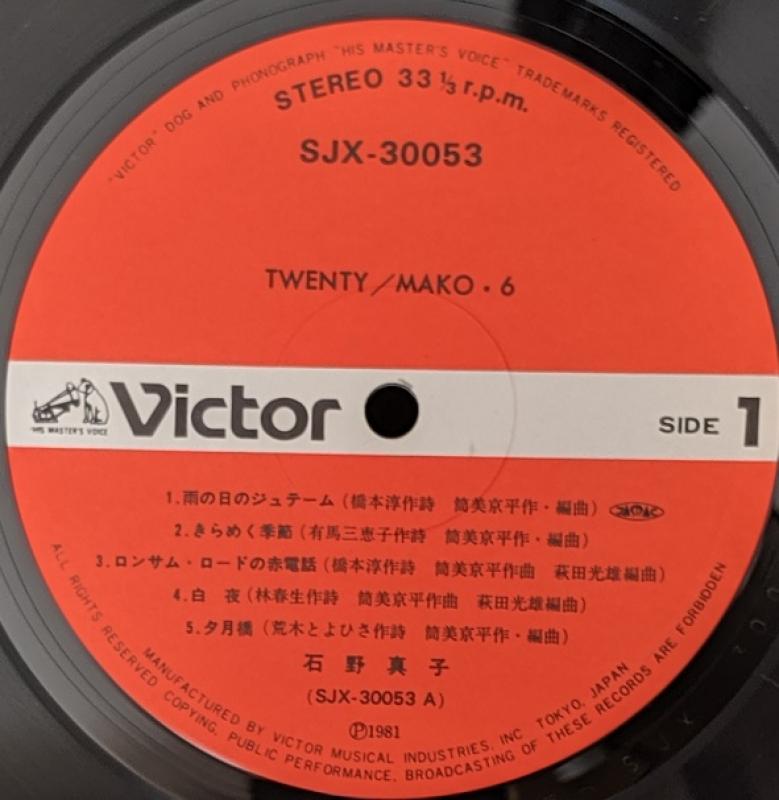 "VICTOR" DOG AND PHONOGRAPH "HIS MASTER'S VOICE" TRADEMARKS REGISTERED
STEREO 33 ⅓ r.p.m.
SJX-30053
TWENTY/MAKO・6
"HIS MASTER'S VOICE"
Victor
SIDE 1
1.雨の日のジュテーム(橋本淳作詩 筒美京平作・編曲) JASRAC
2.きらめく季節(有馬三恵子作詩 筒美京平作・編曲)
3.ロンサム・ロードの赤電話(橋本淳作詩 筒美京平作曲 萩田光雄編曲)
4.白 夜(林春生作詩 筒美京平作曲 萩田光雄編曲)
5.夕月橋(荒木とよひさ作詩 筒美京平作・編曲)
石野真子
(SJX-30053 A)
Ⓟ1981
MANUFACTURED BY VICTOR MUSICAL INDUSTRIES, INC. TOKYO, JAPAN
ALL RIGHTS RESERVED. COPYING, PUBLIC PERFORMANCE, BROADCASTING OF THESE RECORDS ARE FORBIDDEN